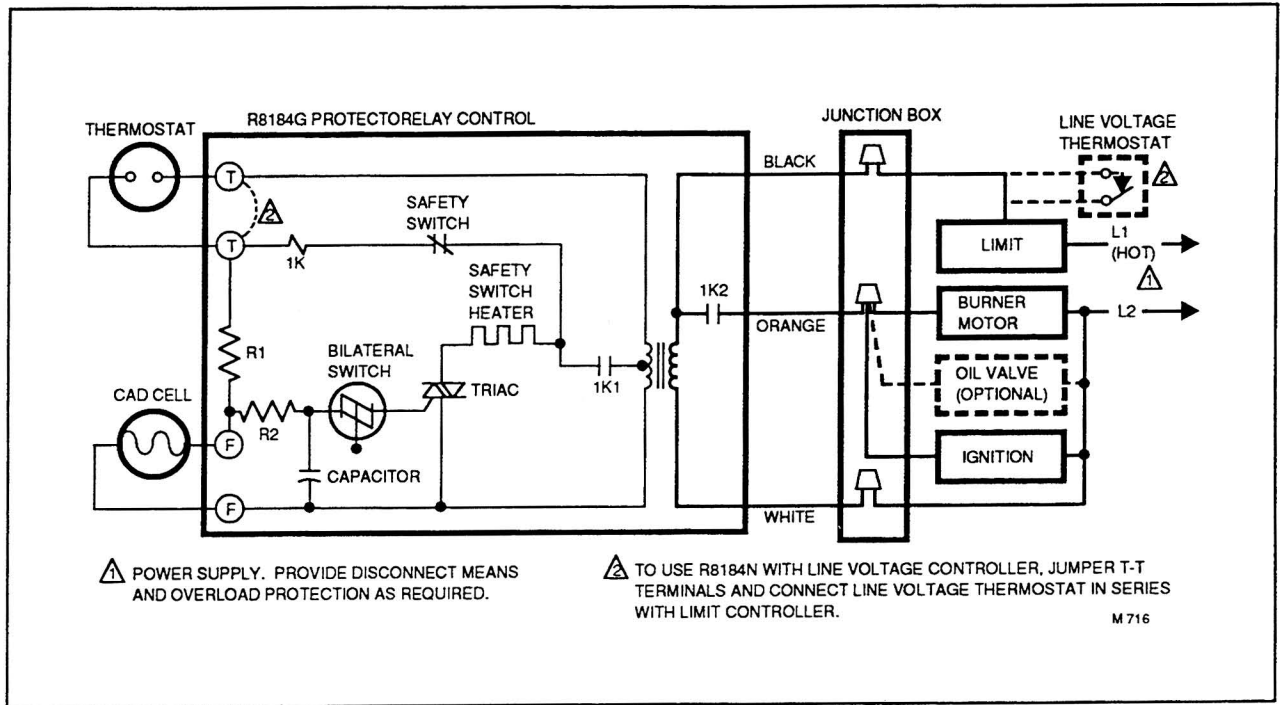 R8184G PROTECTORELAY CONTROL
JUNCTION BOX
THERMOSTAT
LINE VOLTAGE
THERMOSTAT
BLACK
T
2
2
SAFETY
SWITCH
T
1K
LIMIT
L1
(HOT)
SAFETY
SWITCH
HEATER
1
1K2
BURNER
MOTOR
L2
ORANGE
R1
BILATERAL
SWITCH
TRIAC
1K1
OIL VALVE
(OPTIONAL)
CAD CELL
R2
F
IGNITION
CAPACITOR
F
WHITE
1 POWER SUPPLY. PROVIDE DISCONNECT MEANS
AND OVERLOAD PROTECTION AS REQUIRED.
2 TO USE R8184N WITH LINE VOLTAGE CONTROLLER, JUMPER T-T
TERMINALS AND CONNECT LINE VOLTAGE THERMOSTAT IN SERIES
WITH LIMIT CONTROLLER.
M 716